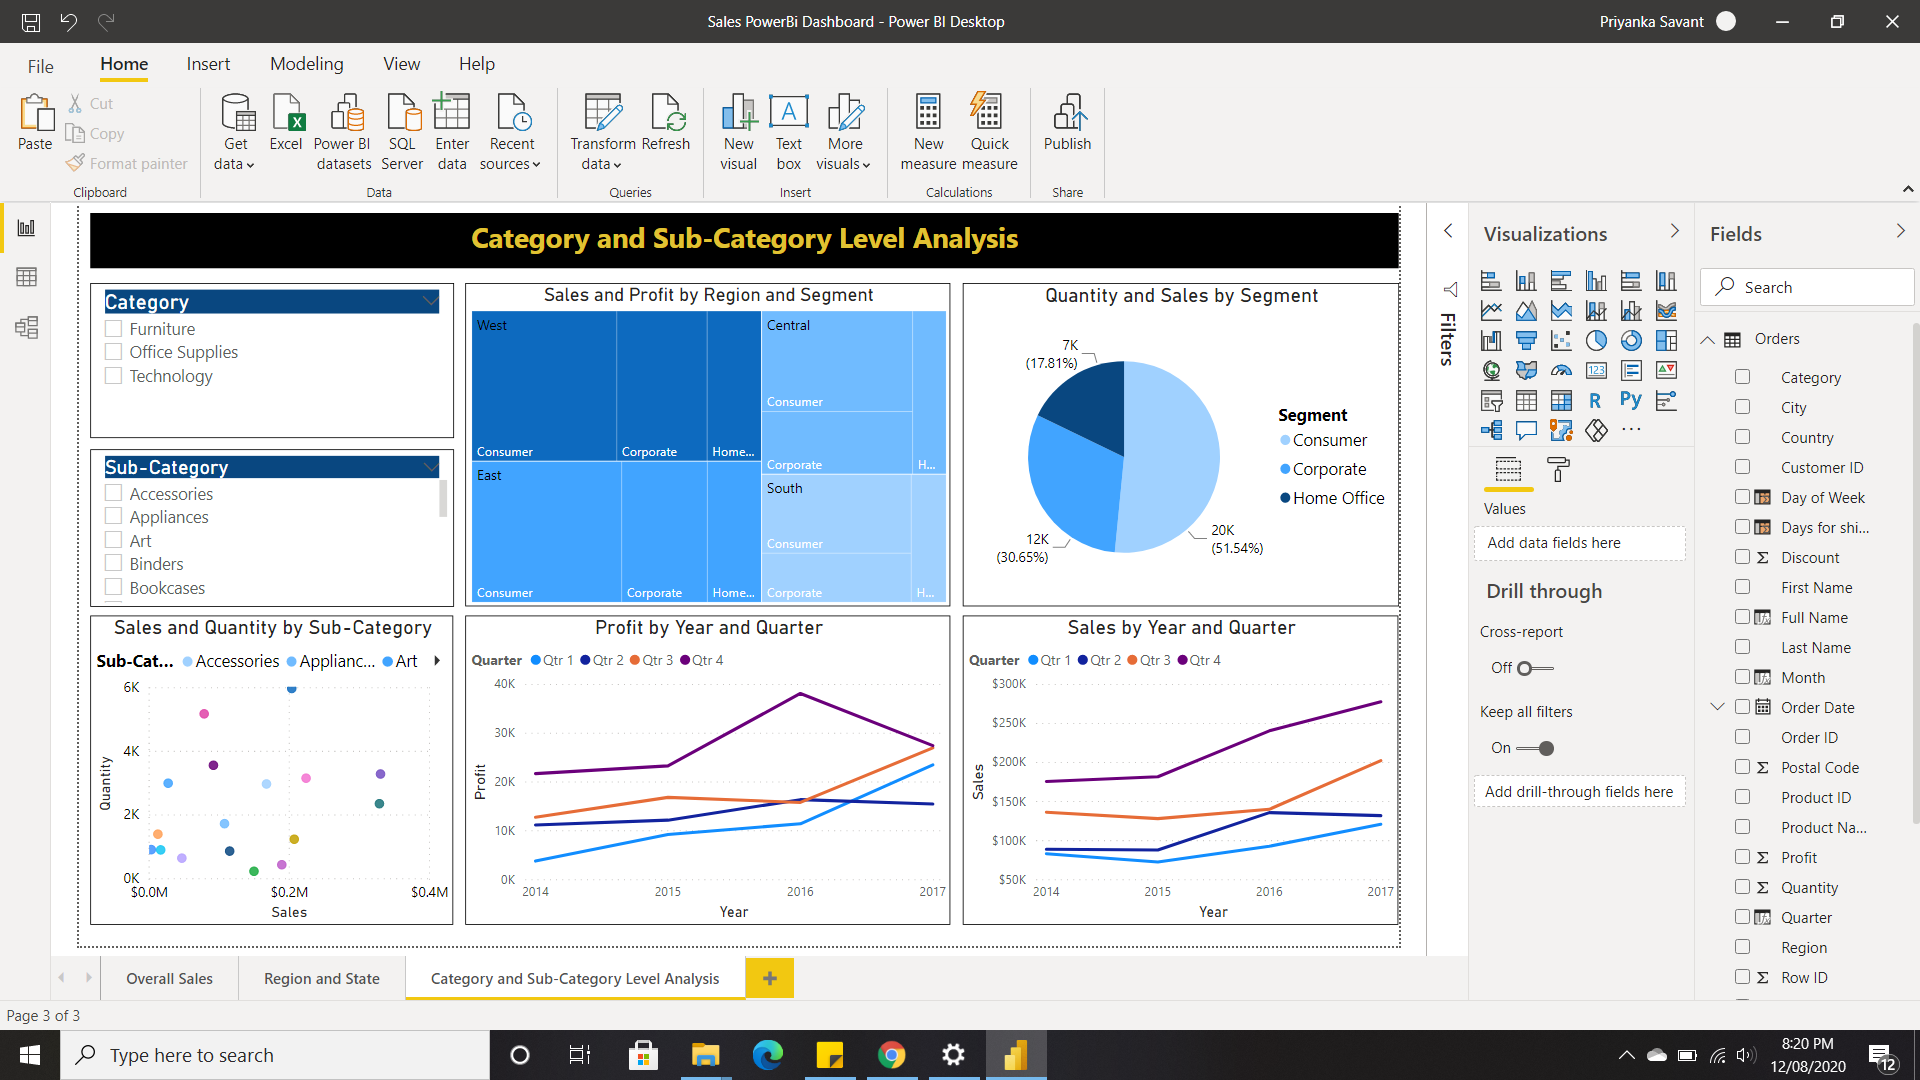 Sales PowerBi Dashboard - Power BI Desktop
Priyanka Savant
File
Home
Insert
Modeling
View
Help
Paste
Cut
Copy
Format painter
Clipboard
Get
data
Excel
Power BI
datasets
SQL
Server
Enter
data
Recent
sources
Data
Transform
data
Refresh
Queries
New
visual
Text
box
More
visuals
Insert
New
measure
Quick
measure
Calculations
Publish
Share
Category and Sub-Category Level Analysis
Category
Furniture
Office Supplies
Technology
Sub-Category
Accessories
Appliances
Art
Binders
Bookcases
Sales and Profit by Region and Segment
West
Consumer
Corporate
Home...
East
Consumer
Corporate
Home...
Central
Consumer
Corporate
H...
South
Consumer
Corporate
H...
Quantity and Sales by Segment
7K
(17.81%)
12K
(30.65%)
20K
(51.54%)
Segment
Consumer
Corporate
Home Office
Sales and Quantity by Sub-Category
Sub-Cat... Accessories Applianc... Art
6K
4K
2K
0K
Quantity
$0.0M $0.2M $0.4M
Sales
Profit by Year and Quarter
Quarter Qtr 1 Qtr 2 Qtr 3 Qtr 4
40K
30K
20K
10K
0K
Profit
2014 2015 2016 2017
Year
Sales by Year and Quarter
Quarter Qtr 1 Qtr 2 Qtr 3 Qtr 4
$300K
$250K
$200K
$150K
$100K
$50K
Sales
2014 2015 2016 2017
Year
Filters
Visualizations
123
R
Py
Values
Add data fields here
Drill through
Cross-report
Off
Keep all filters
On
Add drill-through fields here
Fields
Search
Orders
Category
City
Country
Customer ID
Day of Week
Days for shi...
Discount
First Name
Full Name
Last Name
Month
Order Date
Order ID
Postal Code
Product ID
Product Na...
Profit
Quantity
Quarter
Region
Row ID
Overall Sales
Region and State
Category and Sub-Category Level Analysis
Page 3 of 3
Type here to search
8:20 PM
12/08/2020
12